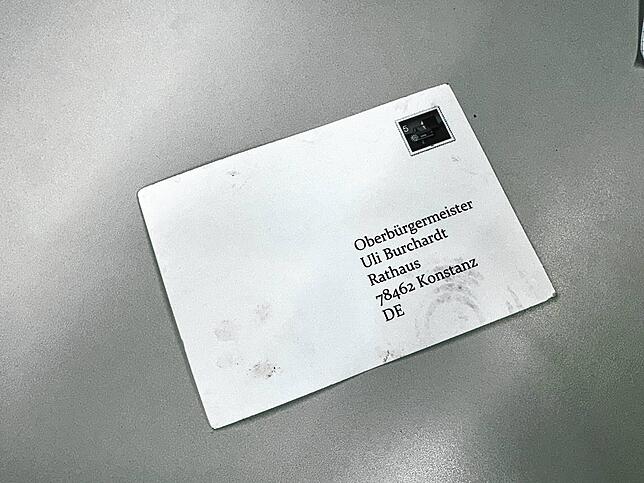 Oberbürgermeister
Uli Burchardt
Rathaus
78462 Konstanz
DE